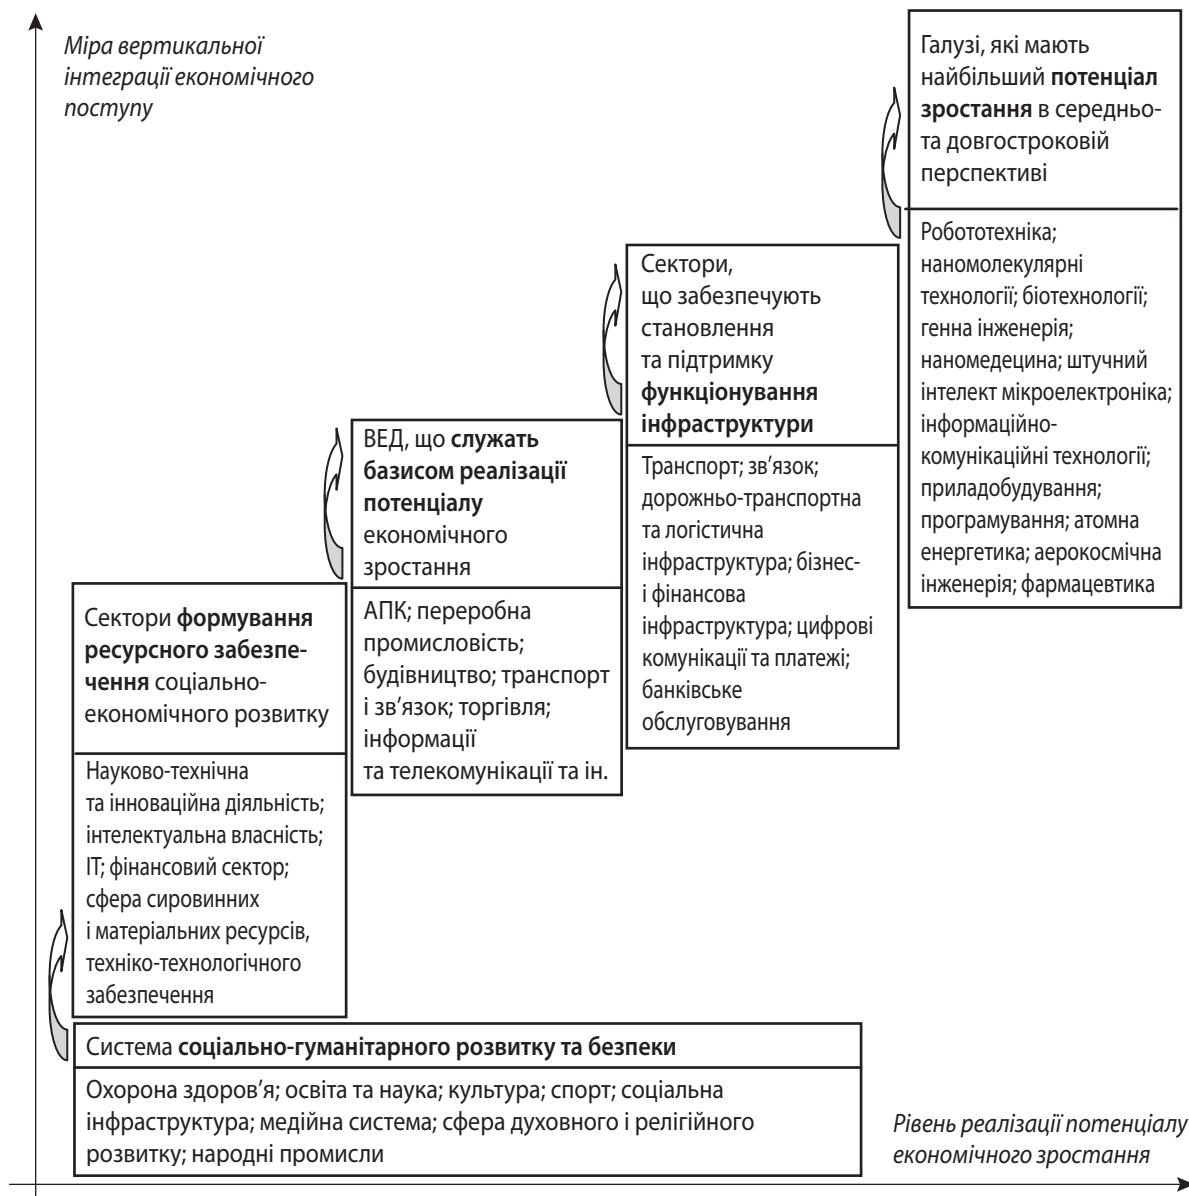 Міра вертикальної
інтеграції економічного
поступу
Галузі, які мають
найбільший потенціал
зростання в середньо-
та довгостроковій
перспективі
Робототехніка;
наномолекулярні
технології; біотехнології;
генна інженерія;
наномедецина; штучний
інтелект мікроелектроніка;
інформаційно-
комунікаційні технології;
приладобудування;
програмування; атомна
енергетика; аерокосмічна
інженерія; фармацевтика
Сектори,
що забезпечують
становлення
та підтримку
функціонування
інфраструктури
Транспорт; зв’язок;
дорожньо-транспортна
та логістична
інфраструктура; бізнес-
і фінансова
інфраструктура; цифрові
комунікації та платежі;
банківське
обслуговування
ВЕД, що служать
базисом реалізації
потенціалу
економічного
зростання
АПК; переробна
промисловість;
будівництво; транспорт
і зв’язок; торгівля;
інформації
та телекомунікації та ін.
Сектори формування
ресурсного забезпе-
чення соціально-
економічного розвитку
Науково-технічна
та інноваційна діяльність;
інтелектуальна власність;
ІТ; фінансовий сектор;
сфера сировинних
і матеріальних ресурсів,
техніко-технологічного
забезпечення
Система соціально-гуманітарного розвитку та безпеки
Охорона здоров’я; освіта та наука; культура; спорт; соціальна
інфраструктура; медійна система; сфера духовного і релігійного
розвитку; народні промисли
Рівень реалізації потенціалу
економічного зростання